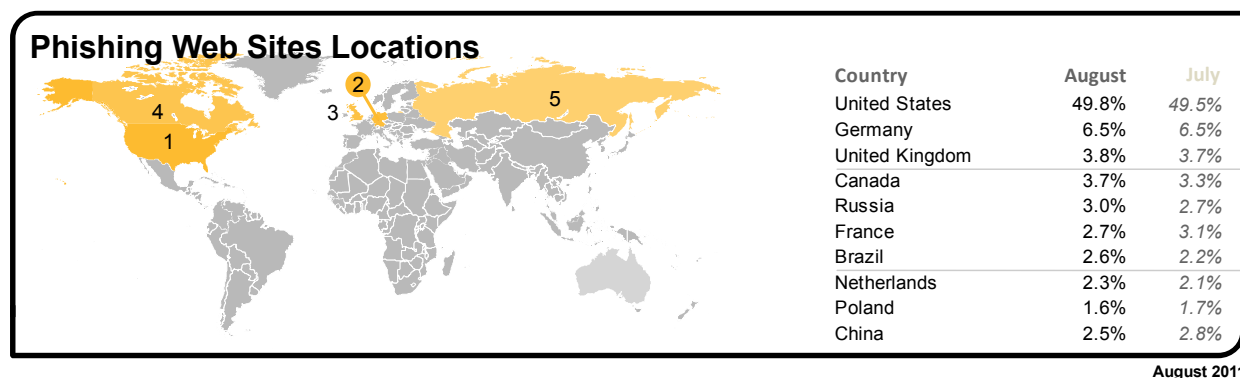 Phishing Web Sites Locations
2
4
3
5
1
Country August July
United States 49.8% 49.5%
Germany 6.5% 6.5%
United Kingdom 3.8% 3.7%
Canada 3.7% 3.3%
Russia 3.0% 2.7%
France 2.7% 3.1%
Brazil 2.6% 2.2%
Netherlands 2.3% 2.1%
Poland 1.6% 1.7%
China 2.5% 2.8%
August 2011